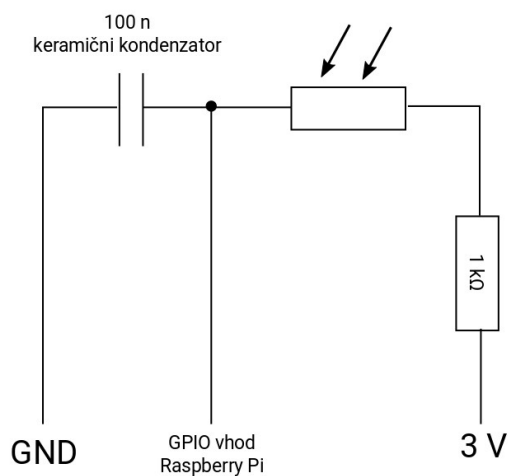 100 n
keramični kondenzator
1 kΩ
GND
GPIO vhod
Raspberry Pi
3 V